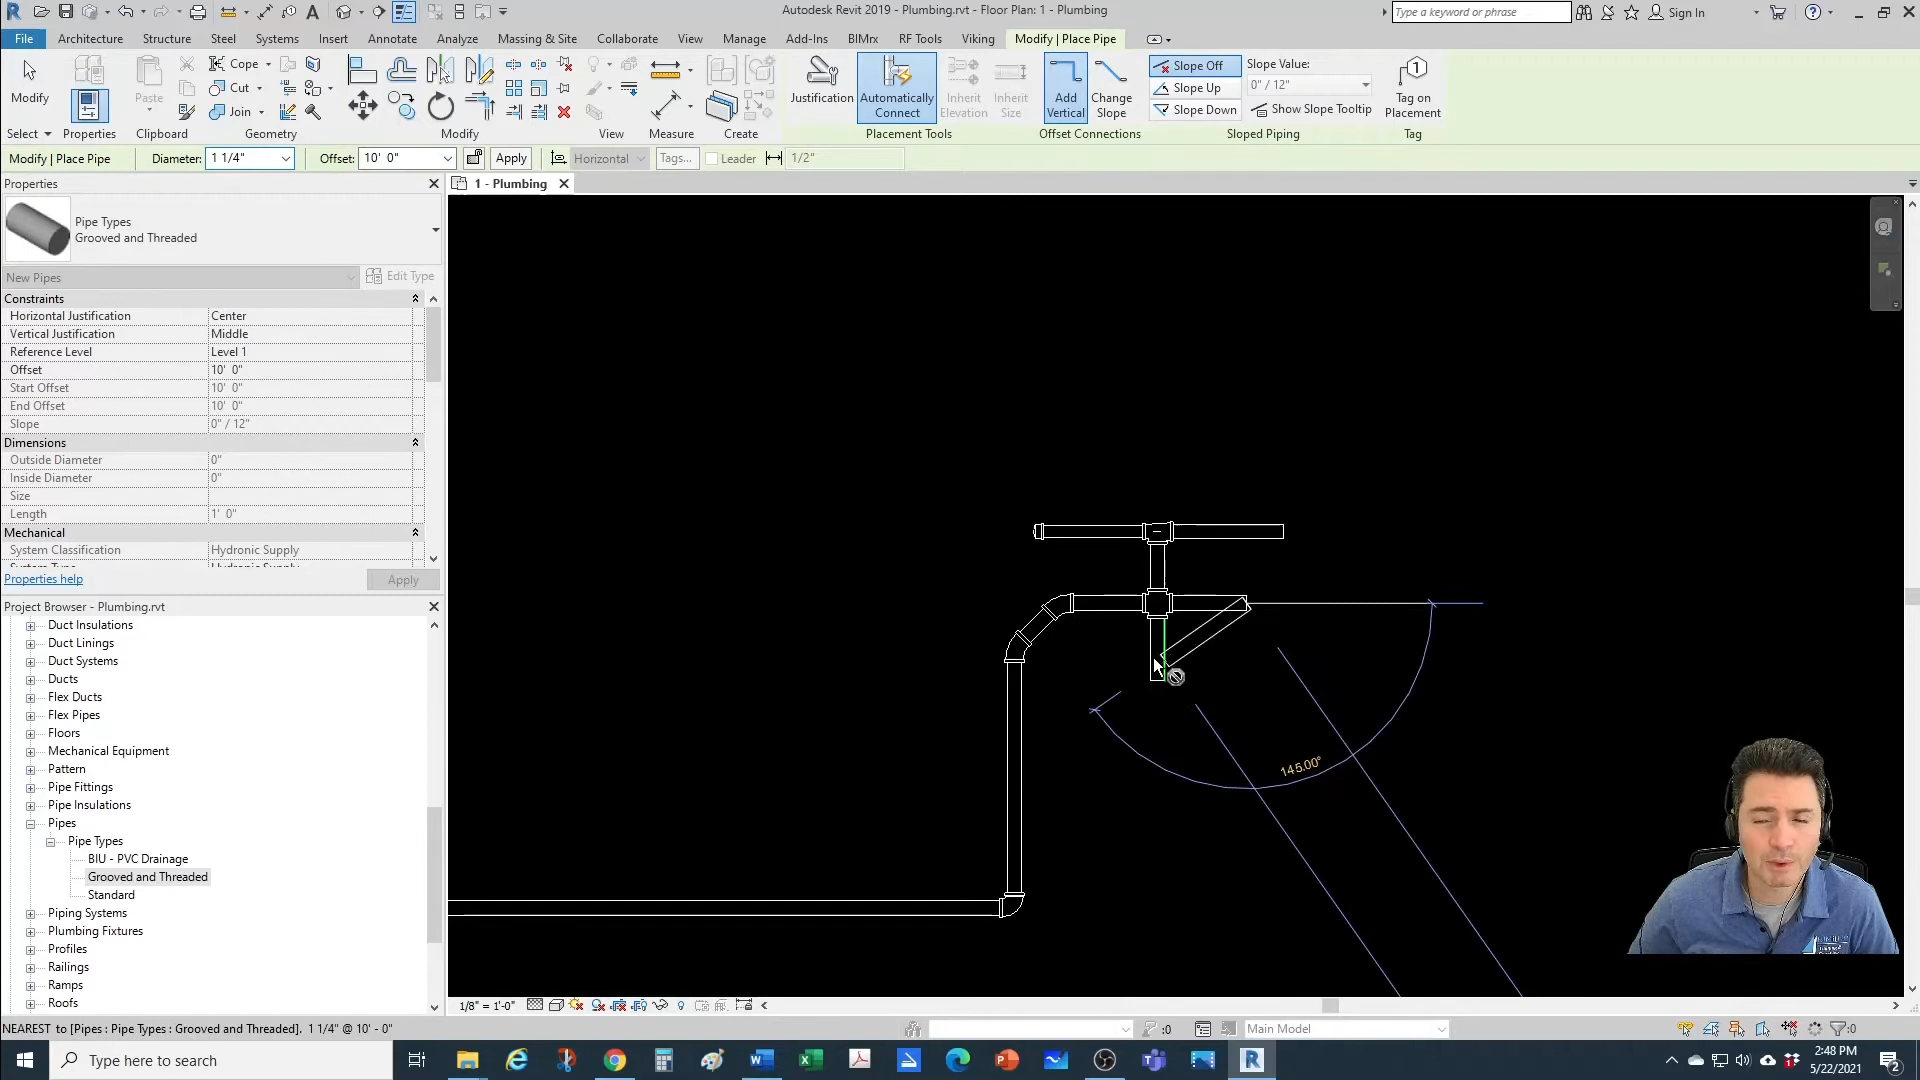 Autodesk Revit 2019 - Plumbing.rvt - Floor Plan: 1 - Plumbing
Type a keyword or phrase
Sign In
File Architecture Structure Steel Systems Insert Annotate Analyze Massing & Site Collaborate View Manage Add-Ins BIMrx RF Tools Viking Modify | Place Pipe
Modify
Properties
Paste
Cope
Cut
Join
Justification
Automatically Connect
Inherit Elevation
Inherit Size
Add Vertical
Change Slope
Slope Off
Slope Up
Slope Down
Slope Value:
0" / 12"
Show Slope Tooltip
Tag on Placement
Select Properties Clipboard Geometry Modify View Measure Create Placement Tools Offset Connections Sloped Piping Tag
Modify | Place Pipe Diameter: 1 1/4" Offset: 10' 0" Apply Horizontal Tags... Leader 1/2"
Properties
1 - Plumbing
Pipe Types
Grooved and Threaded
New Pipes Edit Type
Constraints
Horizontal Justification Center
Vertical Justification Middle
Reference Level Level 1
Offset 10' 0"
Start Offset 10' 0"
End Offset 10' 0"
Slope 0" / 12"
Dimensions
Outside Diameter 0"
Inside Diameter 0"
Size
Length 1' 0"
Mechanical
System Classification Hydronic Supply
System Type Hydronic Supply
Properties help Apply
Project Browser - Plumbing.rvt
Duct Insulations
Duct Linings
Duct Systems
Ducts
Flex Ducts
Flex Pipes
Floors
Mechanical Equipment
Pattern
Pipe Fittings
Pipe Insulations
Pipes
Pipe Types
BIU - PVC Drainage
Grooved and Threaded
Standard
Piping Systems
Plumbing Fixtures
Profiles
Railings
Ramps
Roofs
145.00°
1/8" = 1'-0"
NEAREST to [Pipes : Pipe Types : Grooved and Threaded]. 1 1/4" @ 10' - 0"
:0
Main Model
:0
Type here to search
2:48 PM
5/22/2021
2